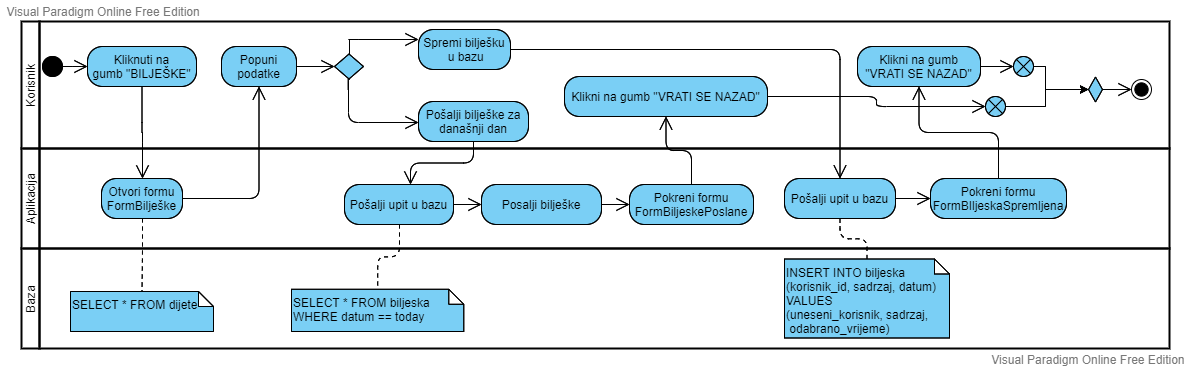 Visual Paradigm Online Free Edition
Korisnik
Kliknuti na
gumb "BILJEŠKE"
Popuni
podatke
Spremi bilješku
u bazu
Pošalji bilješke za
današnji dan
Klikni na gumb "VRATI SE NAZAD"
Klikni na gumb
"VRATI SE NAZAD"
Aplikacija
Otvori formu
FormBilješke
Pošalji upit u bazu
Posalji bilješke
Pokreni formu
FormBiljeskePoslane
Pošalji upit u bazu
Pokreni formu
FormBIljeskaSpremljena
Baza
SELECT * FROM dijete
SELECT * FROM biljeska
WHERE datum == today
INSERT INTO biljeska
(korisnik_id, sadrzaj, datum)
VALUES
(uneseni_korisnik, sadrzaj,
odabrano_vrijeme)
Visual Paradigm Online Free Edition